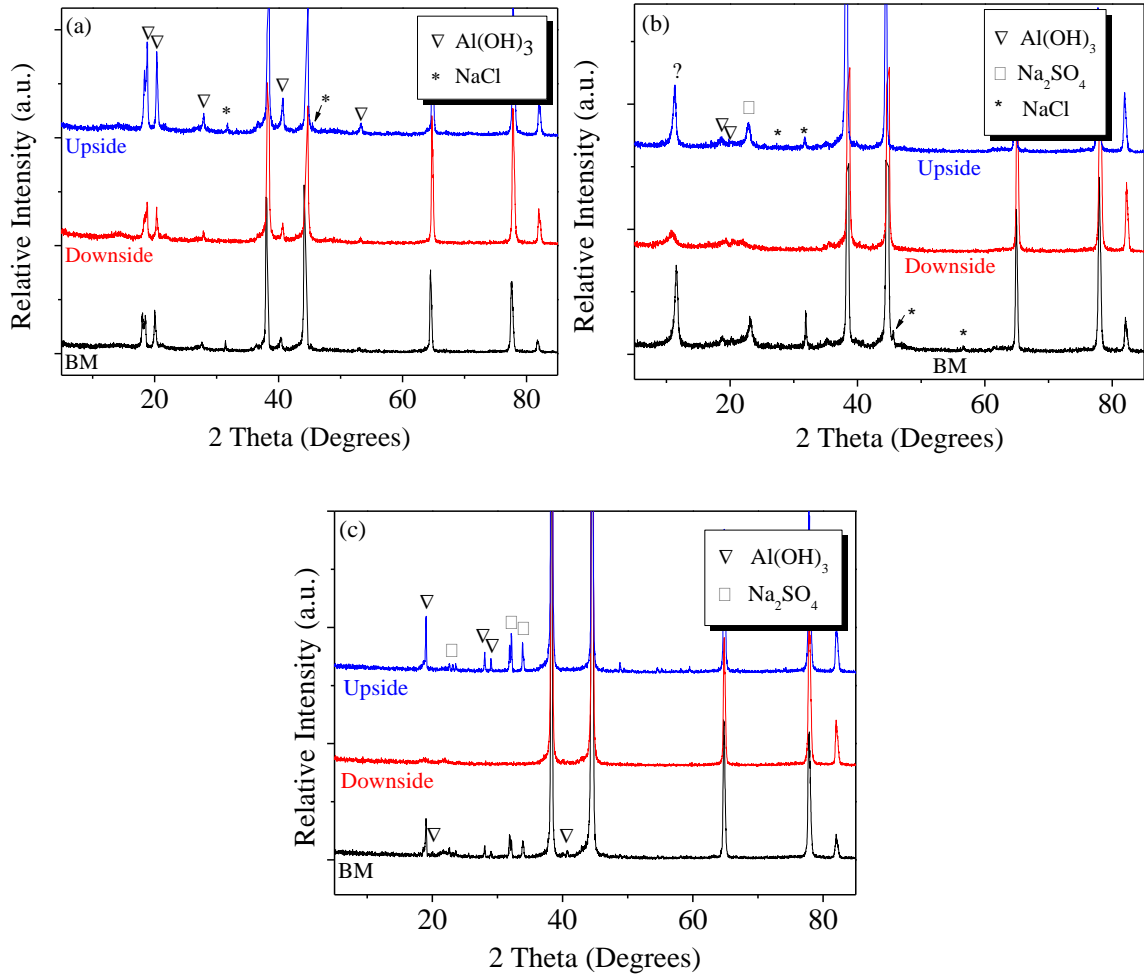 (a)
∇ Al(OH)3
* NaCl
∇ ∇ ∇ * ∇ * ∇
Upside
Downside
BM
Relative Intensity (a.u.)
20 40 60 80
2 Theta (Degrees)
(b)
∇ Al(OH)3
□ Na2SO4
* NaCl
? ∇ ∇ □ * *
Upside
Downside
* *
BM
Relative Intensity (a.u.)
20 40 60 80
2 Theta (Degrees)
(c)
∇ Al(OH)3
□ Na2SO4
∇ □ ∇ ∇ □ □
Upside
Downside
∇ ∇
BM
Relative Intensity (a.u.)
20 40 60 80
2 Theta (Degrees)